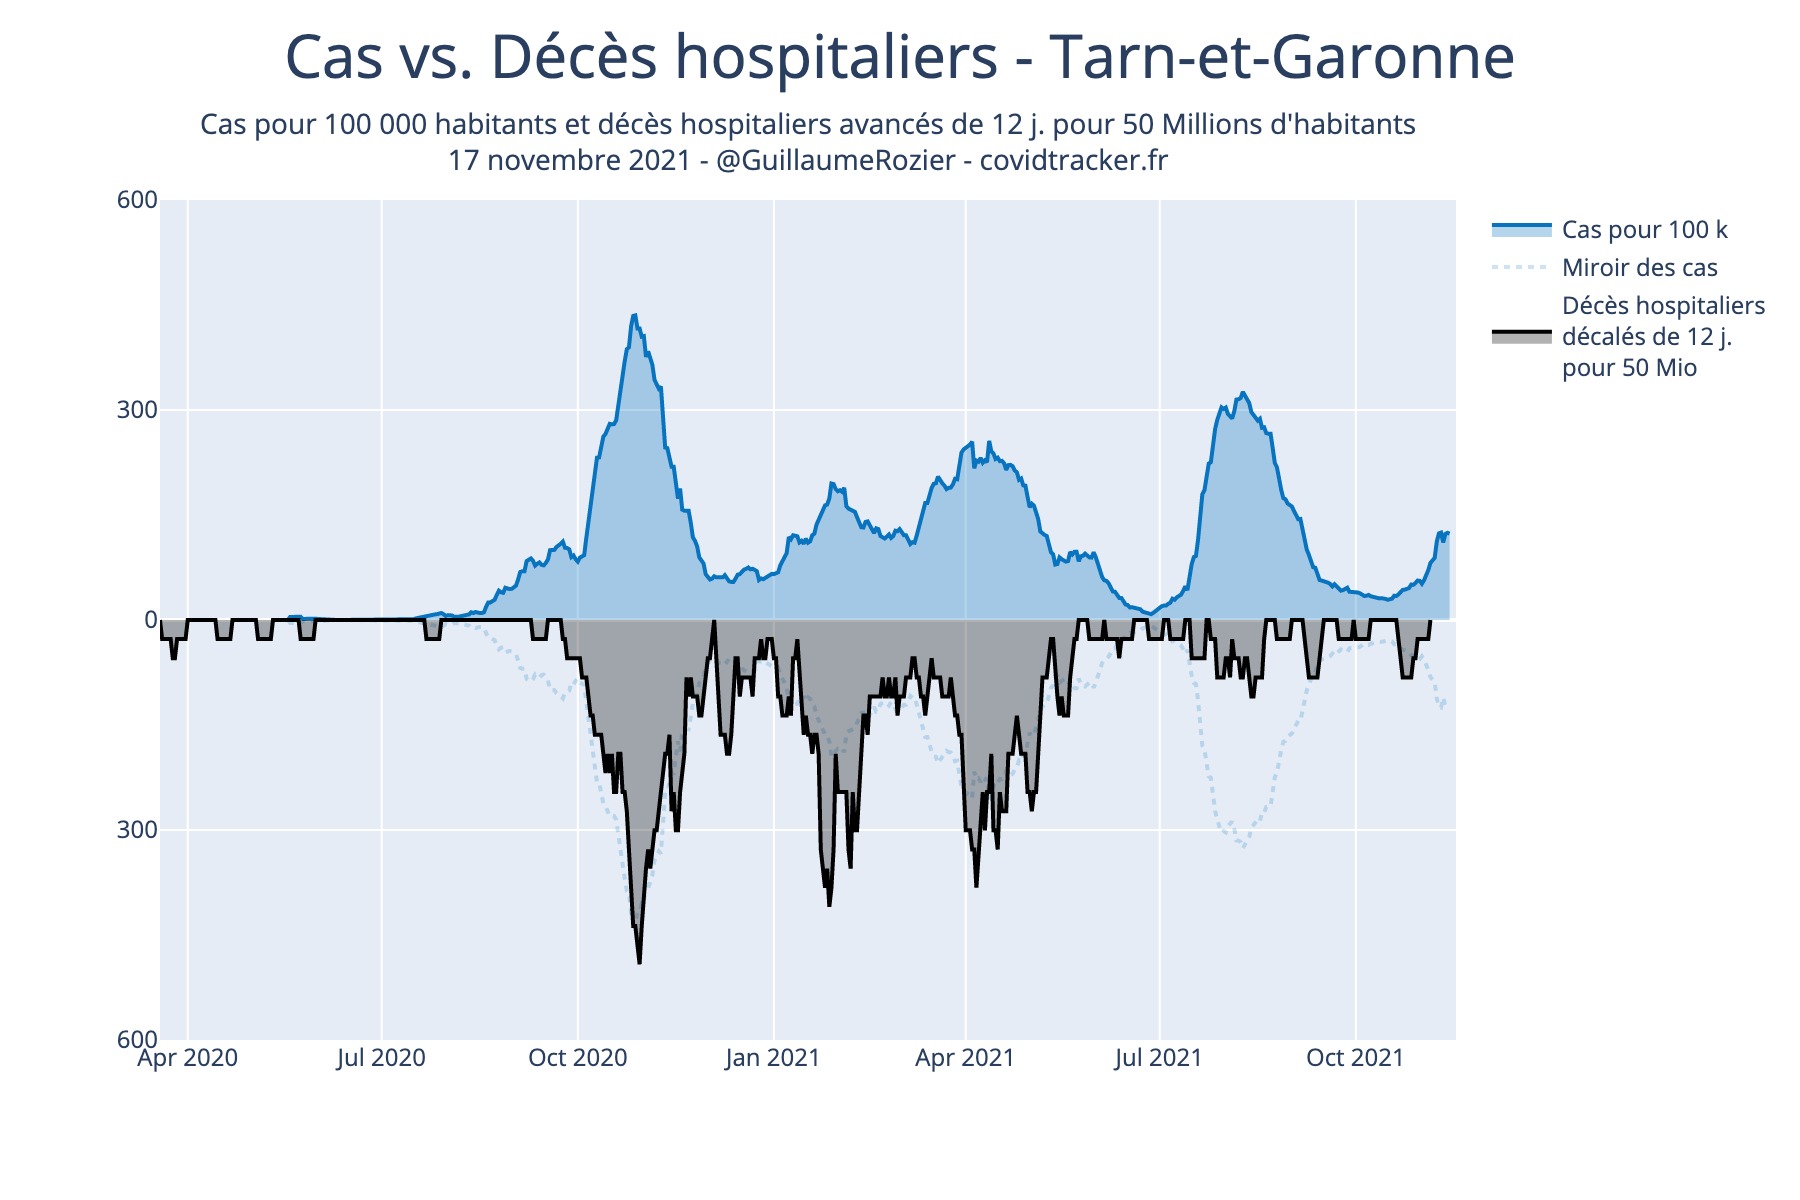 Cas vs. Décès hospitaliers - Tarn-et-Garonne
Cas pour 100 000 habitants et décès hospitaliers avancés de 12 j. pour 50 Millions d'habitants
17 novembre 2021 - @GuillaumeRozier - covidtracker.fr
600
300
0
300
600
Apr 2020
Jul 2020
Oct 2020
Jan 2021
Apr 2021
Jul 2021
Oct 2021
Cas pour 100 k
Miroir des cas
Décès hospitaliers
décalés de 12 j.
pour 50 Mio